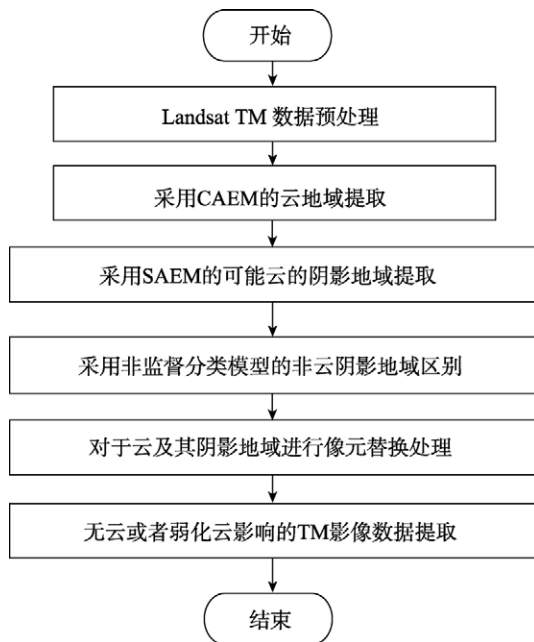 开始
Landsat TM 数据预处理
采用CAEM的云地域提取
采用SAEM的可能云的阴影地域提取
采用非监督分类模型的非云阴影地域区别
对于云及其阴影地域进行像元替换处理
无云或者弱化云影响的TM影像数据提取
结束